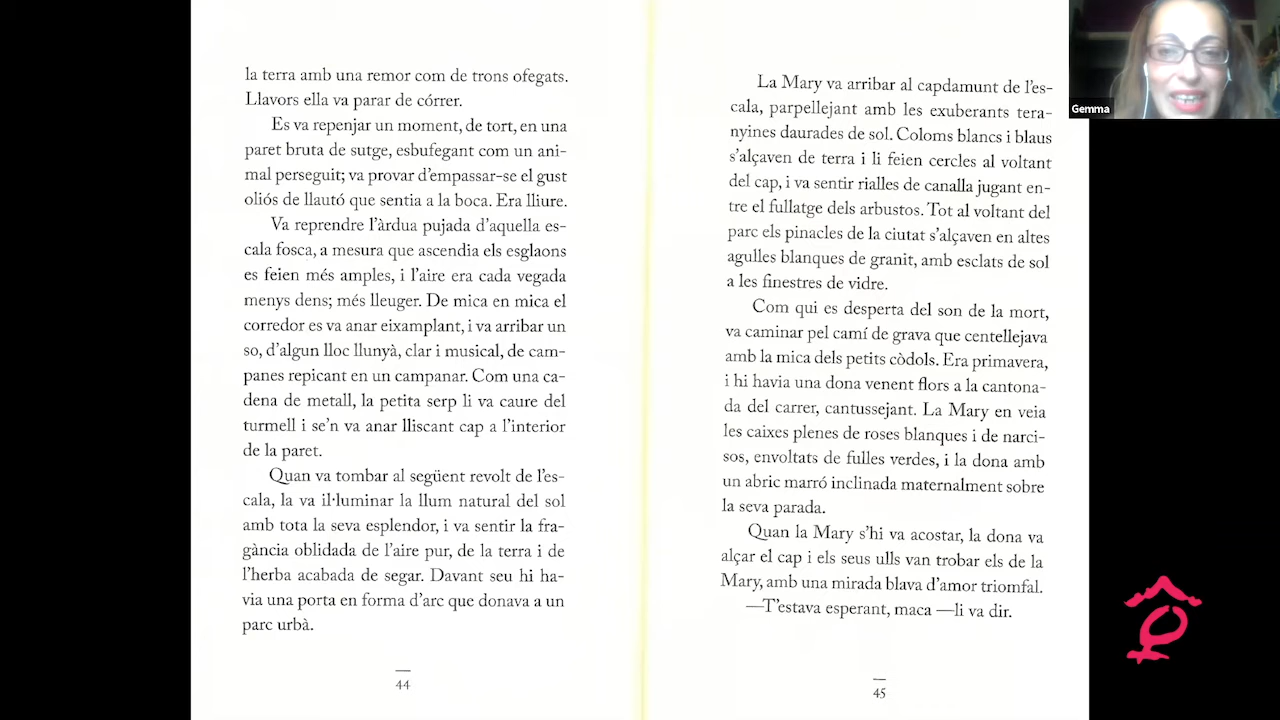 la terra amb una remor com de trons ofegats.
Llavors ella va parar de córrer.
Es va repenjar un moment, de tort, en una
paret bruta de sutge, esbufegant com un ani-
mal perseguit; va provar d'empassar-se el gust
oliós de llautó que sentia a la boca. Era lliure.
Va reprendre l'àrdua pujada d'aquella es-
cala fosca, a mesura que ascendia els esglaons
es feien més amples, i l'aire era cada vegada
menys dens; més lleuger. De mica en mica el
corredor es va anar eixamplant, i va arribar un
so, d'algun lloc llunyà, clar i musical, de cam-
panes repicant en un campanar. Com una ca-
dena de metall, la petita serp li va caure del
turmell i se'n va anar lliscant cap a l'interior
de la paret.
Quan va tombar al següent revolt de l'es-
cala, la va il·luminar la llum natural del sol
amb tota la seva esplendor, i va sentir la fra-
gància oblidada de l'aire pur, de la terra i de
l'herba acabada de segar. Davant seu hi ha-
via una porta en forma d'arc que donava a un
parc urbà.
44
La Mary va arribar al capdamunt de l'es-
cala, parpellejant amb les exuberants tera-
nyines daurades de sol. Coloms blancs i blaus
s'alçaven de terra i li feien cercles al voltant
del cap, i va sentir rialles de canalla jugant en-
tre el fullatge dels arbustos. Tot al voltant del
parc els pinacles de la ciutat s'alçaven en altes
agulles blanques de granit, amb esclats de sol
a les finestres de vidre.
Com qui es desperta del son de la mort,
va caminar pel camí de grava que centellejava
amb la mica dels petits còdols. Era primavera,
i hi havia una dona venent flors a la cantona-
da del carrer, cantussejant. La Mary en veia
les caixes plenes de roses blanques i de narci-
sos, envoltats de fulles verdes, i la dona amb
un abric marró inclinada maternalment sobre
la seva parada.
Quan la Mary s'hi va acostar, la dona va
alçar el cap i els seus ulls van trobar els de la
Mary, amb una mirada blava d'amor triomfal.
—T'estava esperant, maca —li va dir.
45
Gemma